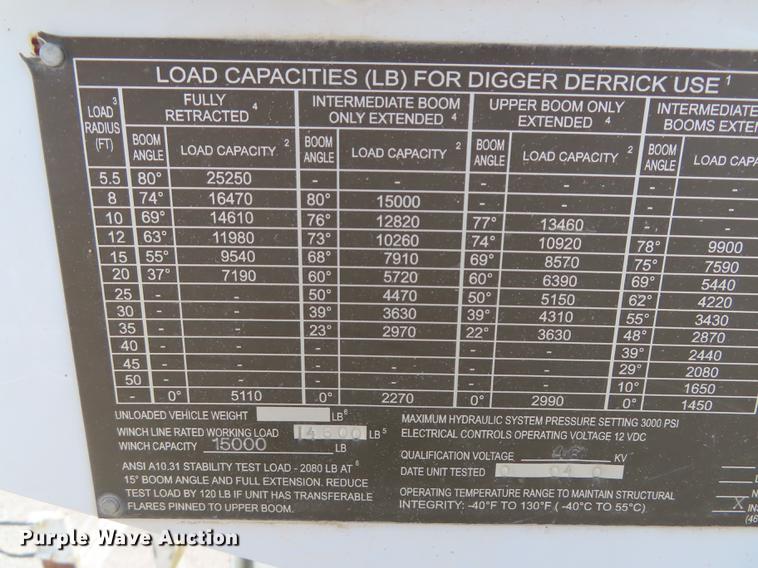 LOAD CAPACITIES (LB) FOR DIGGER DERRICK USE 1
LOAD RADIUS (FT) 3 FULLY RETRACTED 4 INTERMEDIATE BOOM ONLY EXTENDED 4 UPPER BOOM ONLY EXTENDED 4 INTERMEDIATE BOOMS EXTEN
BOOM ANGLE LOAD CAPACITY 2 BOOM ANGLE LOAD CAPACITY 2 BOOM ANGLE LOAD CAPACITY 2 BOOM ANGLE LOAD CAPA
5.5 80° 25250 - - - - - -
8 74° 16470 80° 15000 - - - -
10 69° 14610 76° 12820 77° 13460 - -
12 63° 11980 73° 10260 74° 10920 78° 9900
15 55° 9540 68° 7910 69° 8570 75° 7590
20 37° 7190 60° 5720 60° 6390 69° 5440
25 - - 50° 4470 50° 5150 62° 4220
30 - - 39° 3630 39° 4310 55° 3430
35 - - 23° 2970 22° 3630 48° 2870
40 - - - - - - 39° 2440
45 - - - - - - 29° 2080
50 - - - - - - 10° 1650
- 0° 5110 0° 2270 0° 2990 0° 1450
UNLOADED VEHICLE WEIGHT LB 6
WINCH LINE RATED WORKING LOAD LB 5
WINCH CAPACITY 15000 LB
ANSI A10.31 STABILITY TEST LOAD - 2080 LB AT 6
15° BOOM ANGLE AND FULL EXTENSION. REDUCE
TEST LOAD BY 120 LB IF UNIT HAS TRANSFERABLE
FLARES PINNED TO UPPER BOOM.
MAXIMUM HYDRAULIC SYSTEM PRESSURE SETTING 3000 PSI
ELECTRICAL CONTROLS OPERATING VOLTAGE 12 VDC
QUALIFICATION VOLTAGE KV
DATE UNIT TESTED
OPERATING TEMPERATURE RANGE TO MAINTAIN STRUCTURAL
INTEGRITY: -40°F TO 130°F ( -40°C TO 55°C)
X INS
(46
Purple Wave Auction